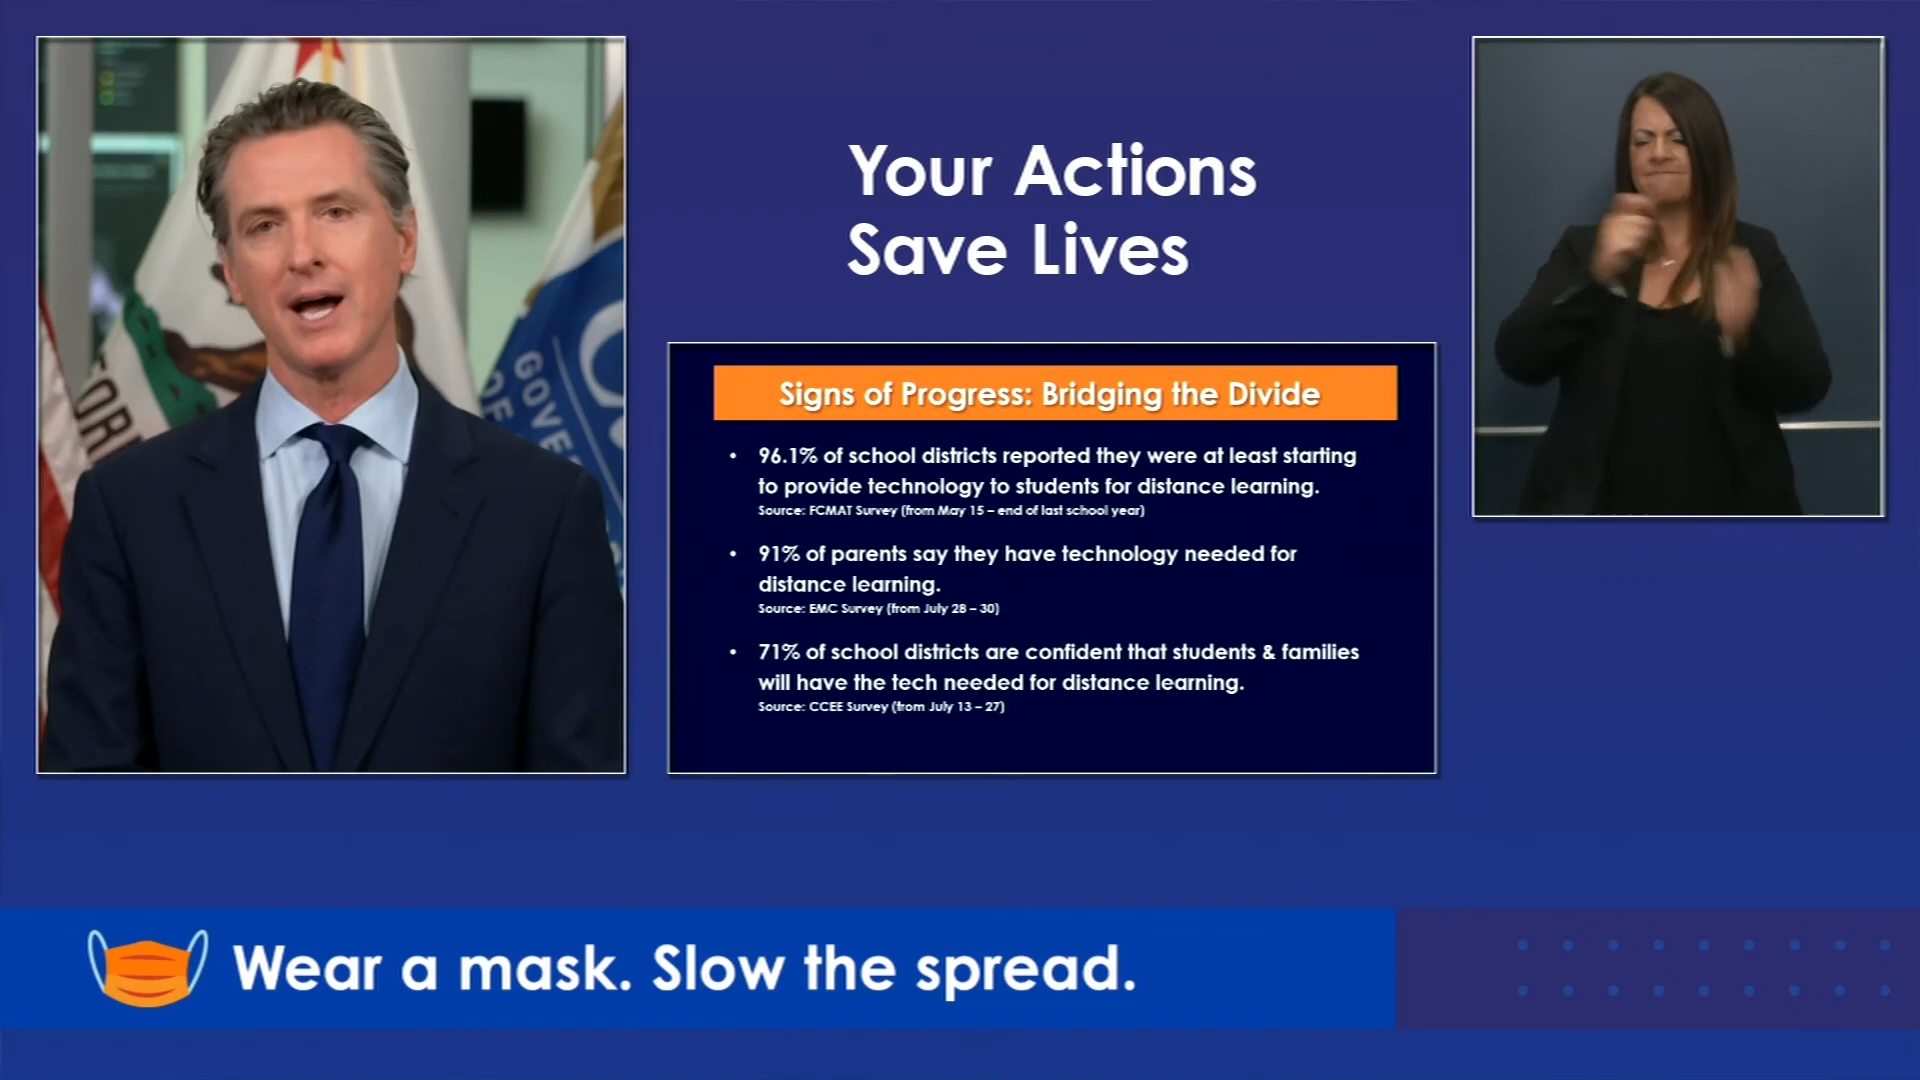 Your Actions
Save Lives
Signs of Progress: Bridging the Divide
• 96.1% of school districts reported they were at least starting
to provide technology to students for distance learning.
Source: FCMAT Survey (from May 15 – end of last school year)
• 91% of parents say they have technology needed for
distance learning.
Source: EMC Survey (from July 28 – 30)
• 71% of school districts are confident that students & families
will have the tech needed for distance learning.
Source: CCEE Survey (from July 13 – 27)
Wear a mask. Slow the spread.